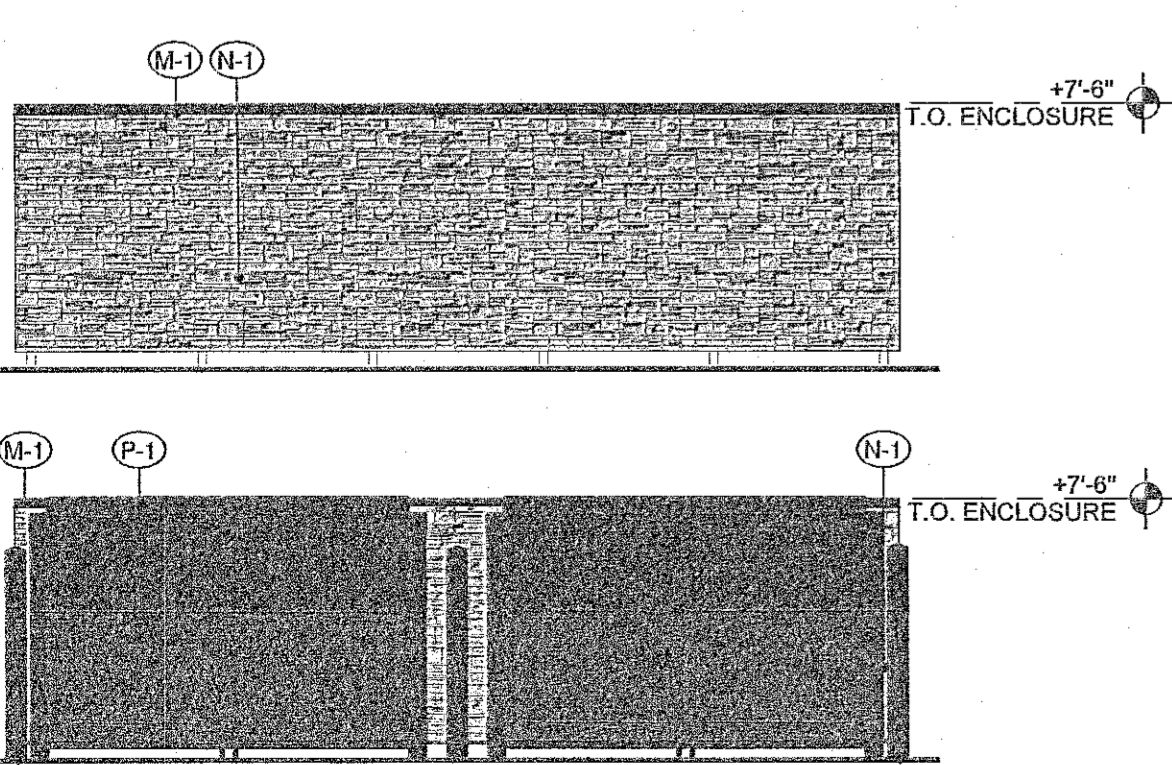 M-1 N-1
+7'-6"
T.O. ENCLOSURE
M-1 P-1 N-1
+7'-6"
T.O. ENCLOSURE